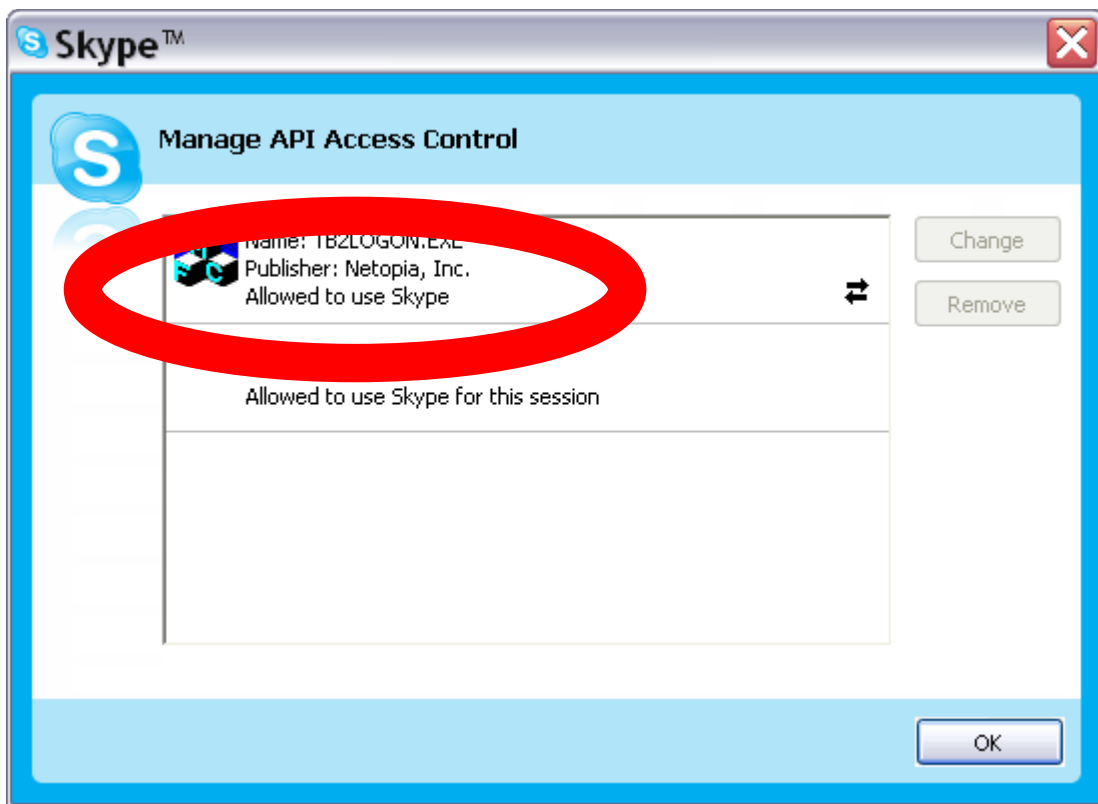 Skype™
Manage API Access Control
Name: TB2LOGON.EXE
Publisher: Netopia, Inc.
Allowed to use Skype
Change
Remove
Allowed to use Skype for this session
OK